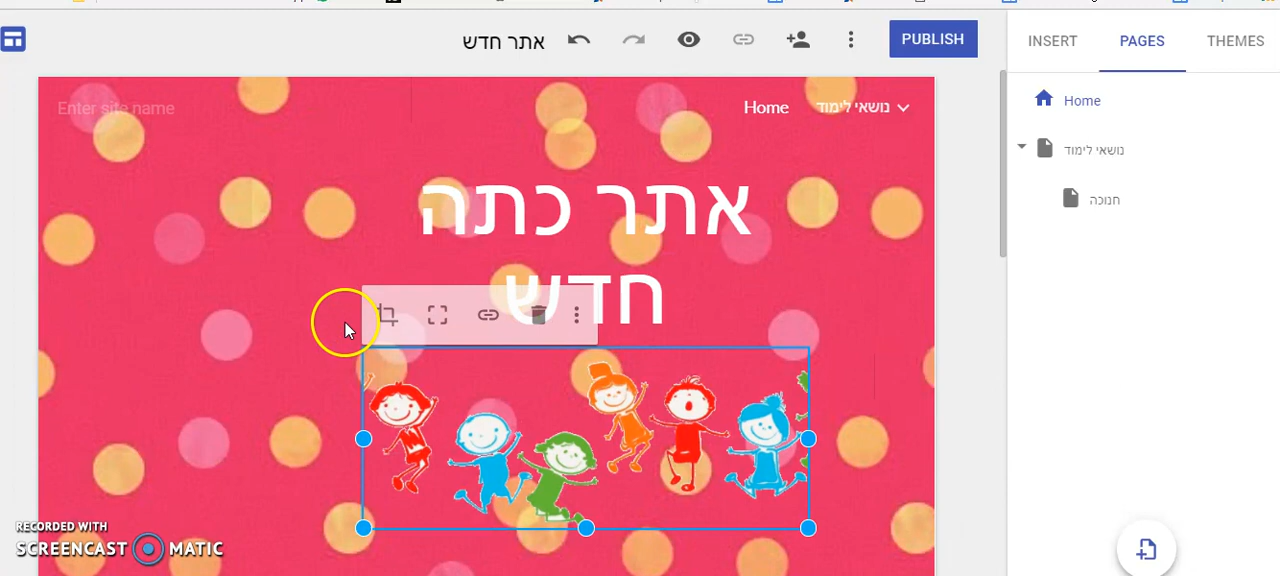 אתר חדש
PUBLISH
INSERT
PAGES
THEMES
Enter site name
Home
נושאי לימוד
Home
נושאי לימוד
חנוכה
אתר כתה
חדש
RECORDED WITH
SCREENCAST MATIC